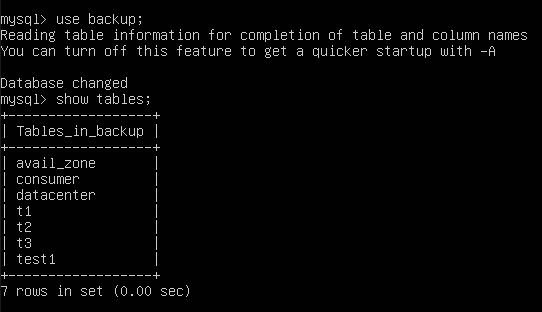 mysql> use backup;
Reading table information for completion of table and column names
You can turn off this feature to get a quicker startup with -A
Database changed
mysql> show tables;
+------------------+
| Tables_in_backup |
+------------------+
| avail_zone       |
| consumer         |
| datacenter       |
| t1               |
| t2               |
| t3               |
| test1            |
+------------------+
7 rows in set (0.00 sec)